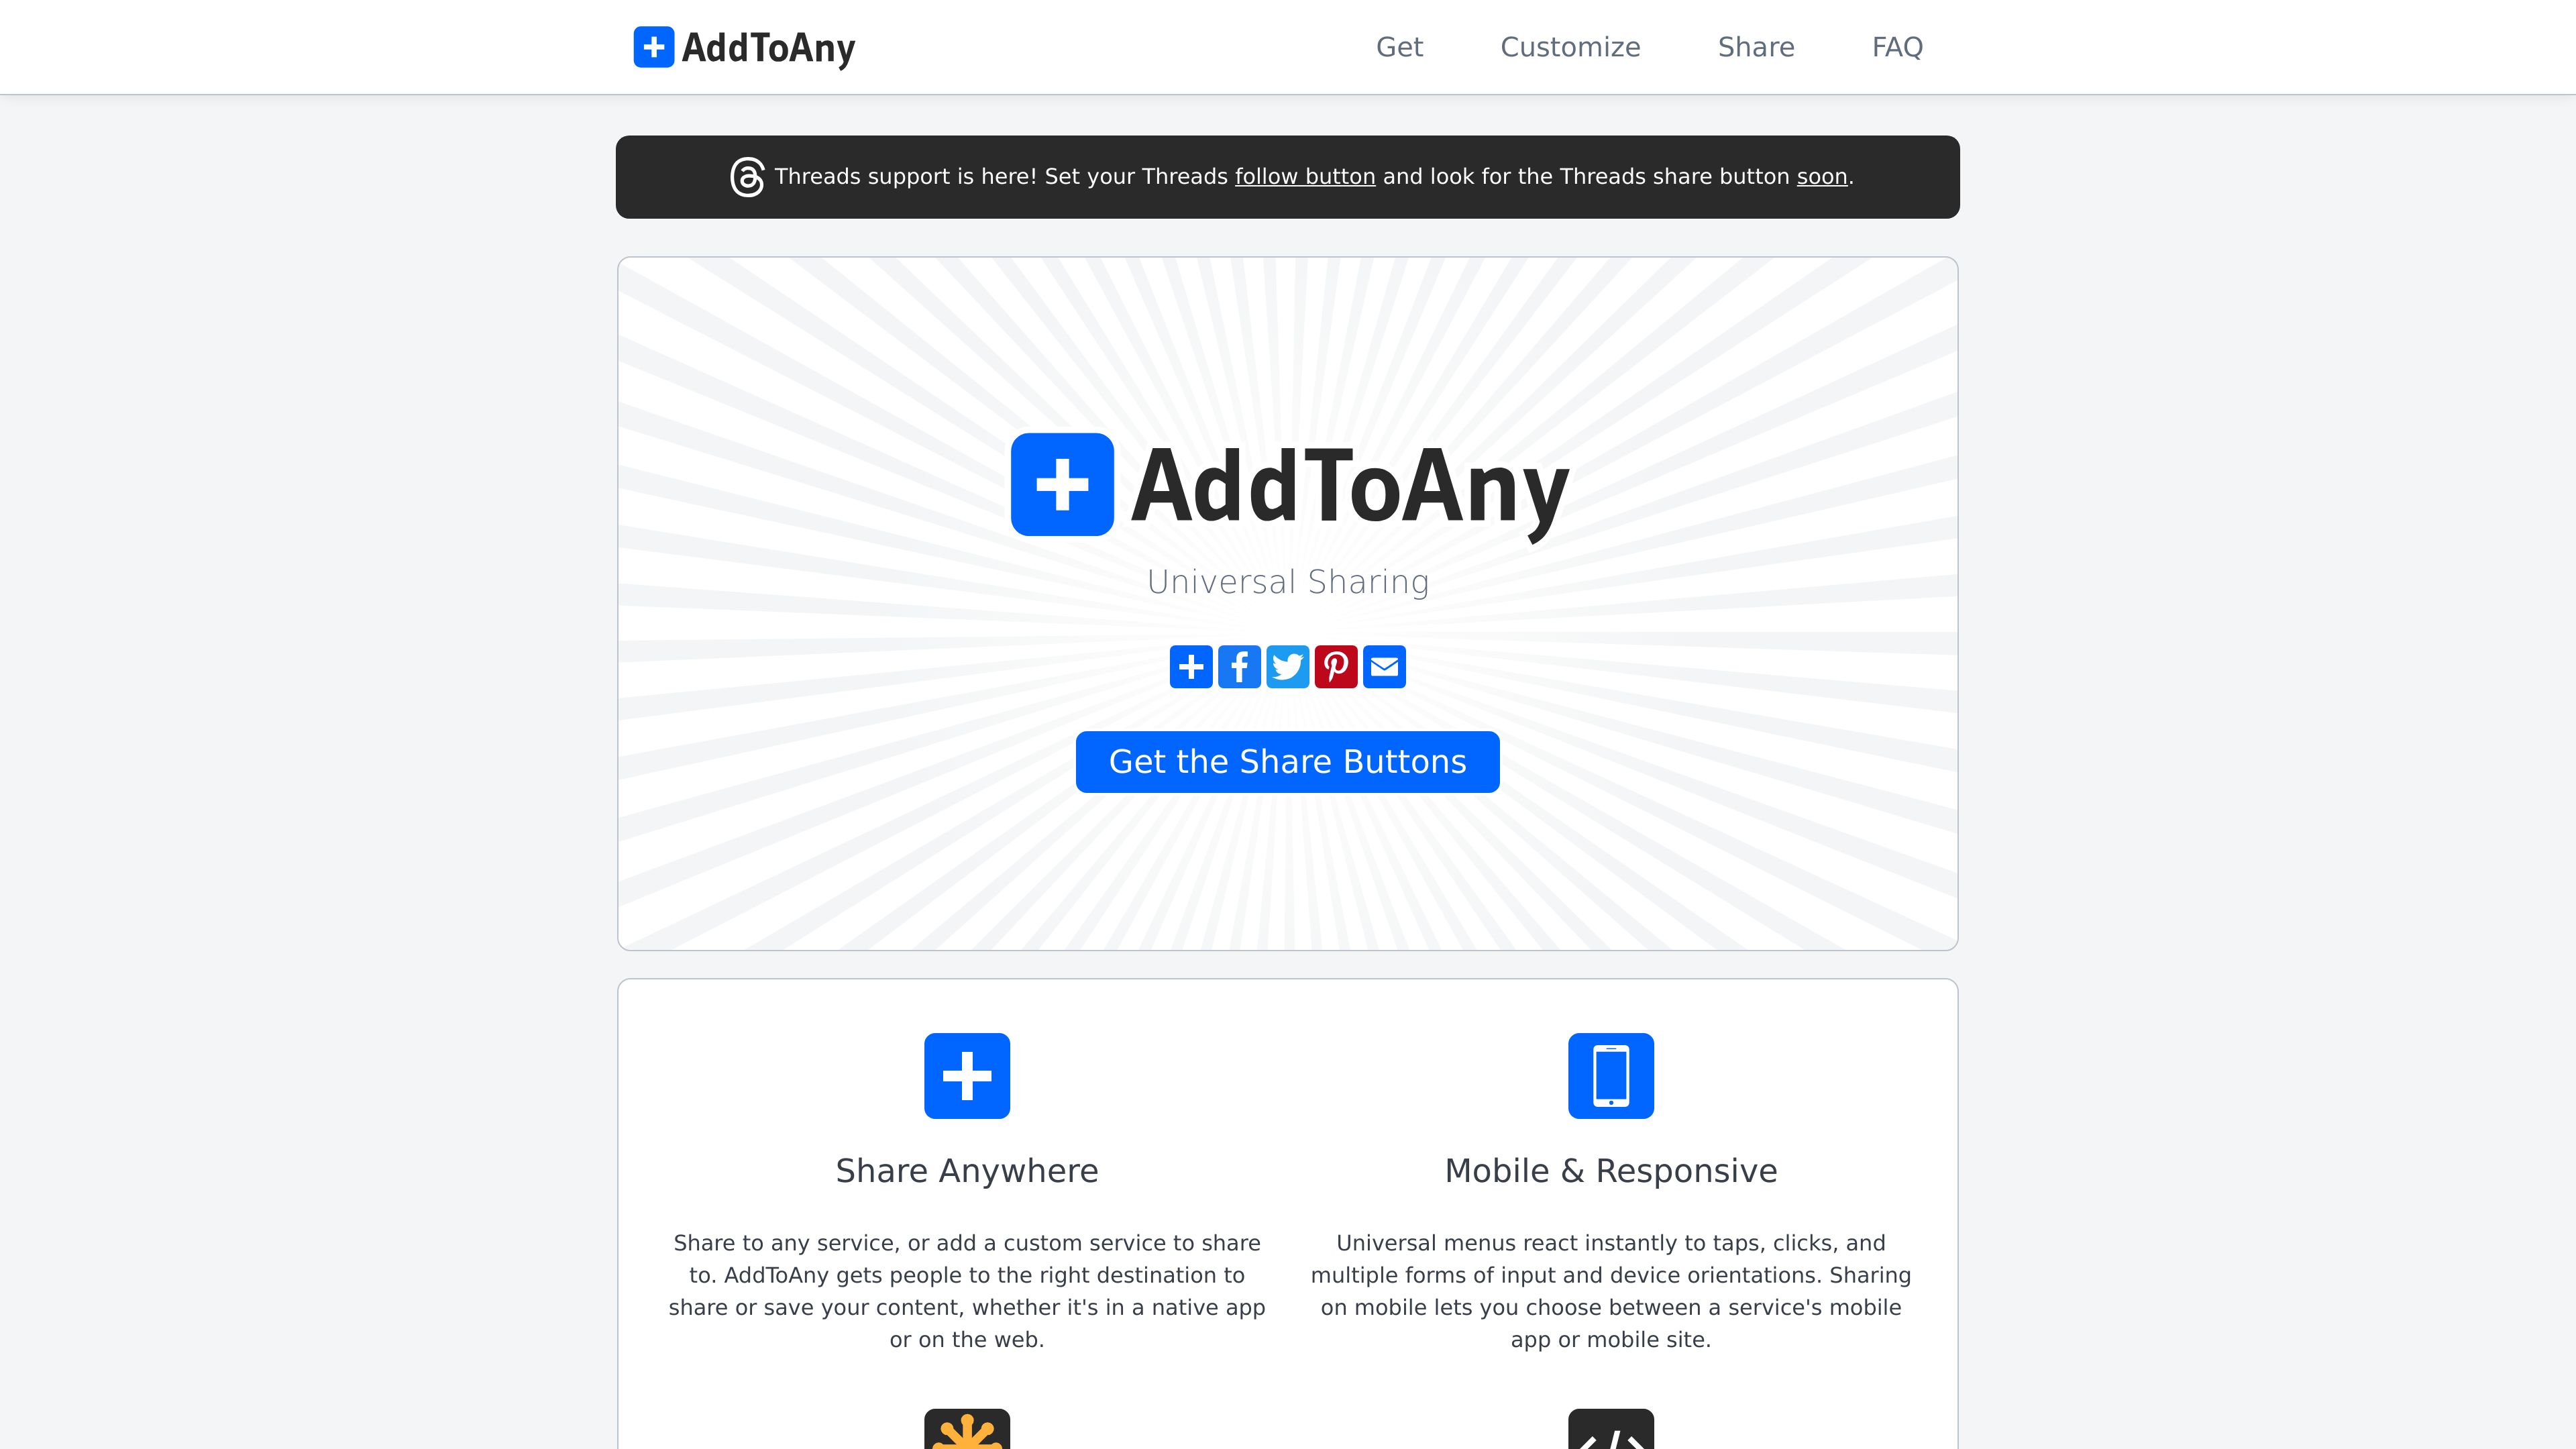 AddToAny
Get
Customize
Share
FAQ
Threads support is here! Set your Threads follow button and look for the Threads share button soon.
AddToAny
Universal Sharing
Get the Share Buttons
Share Anywhere
Share to any service, or add a custom service to share
to. AddToAny gets people to the right destination to
share or save your content, whether it's in a native app
or on the web.
Mobile & Responsive
Universal menus react instantly to taps, clicks, and
multiple forms of input and device orientations. Sharing
on mobile lets you choose between a service's mobile
app or mobile site.